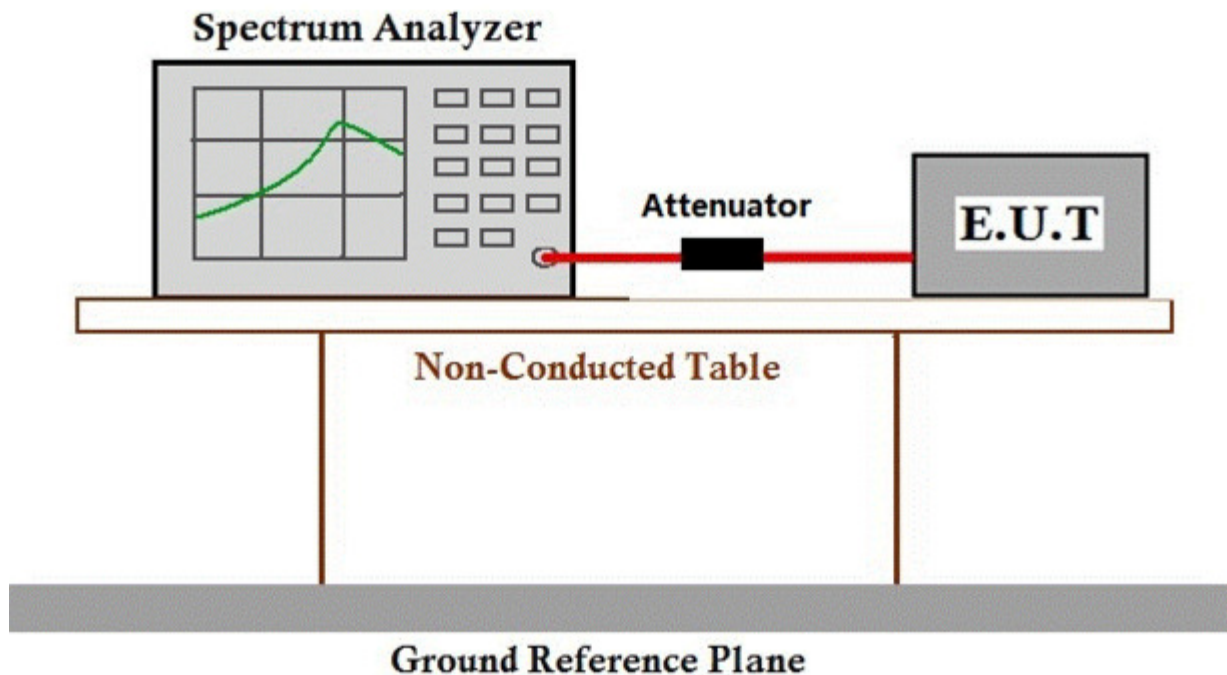 Spectrum Analyzer
Attenuator
E.U.T
Non-Conducted Table
Ground Reference Plane